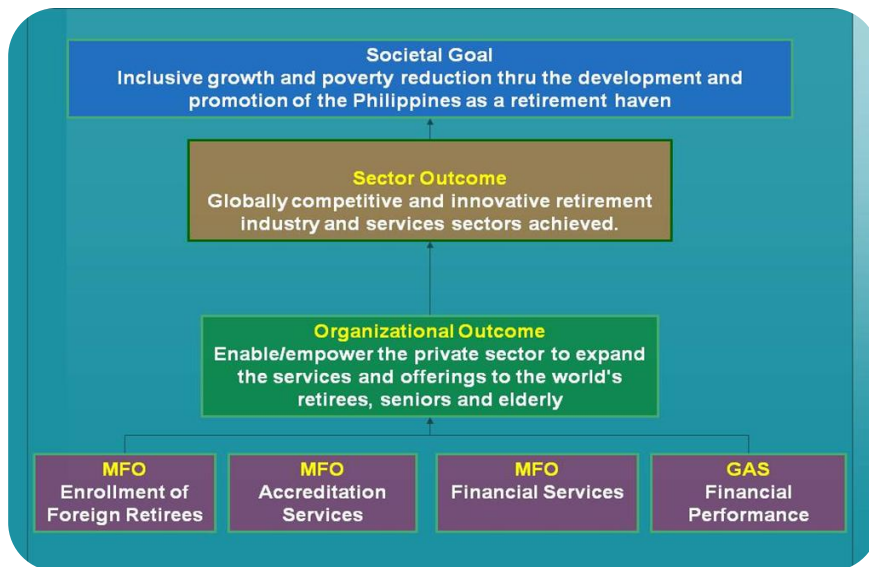 Societal Goal
Inclusive growth and poverty reduction thru the development and
promotion of the Philippines as a retirement haven
Sector Outcome
Globally competitive and innovative retirement
industry and services sectors achieved.
Organizational Outcome
Enable/empower the private sector to expand
the services and offerings to the world's
retirees, seniors and elderly
MFO
Enrollment of
Foreign Retirees
MFO
Accreditation
Services
MFO
Financial Services
GAS
Financial
Performance